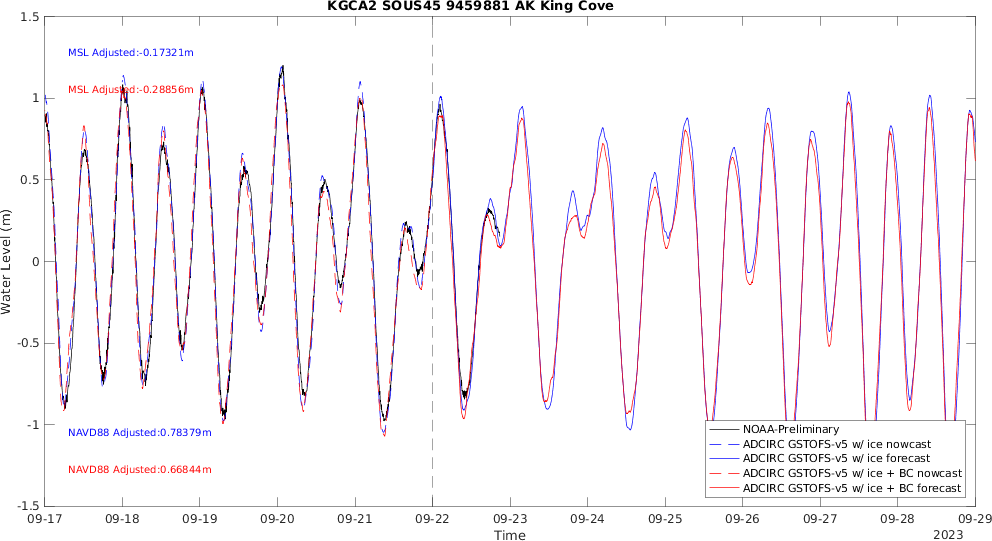 KGCA2 SOUS45 9459881 AK King Cove
1.5
MSL Adjusted:-0.17321m
MSL Adjusted:-0.28856m
1
0.5
0
-0.5
-1
-1.5
Water Level (m)
NAVD88 Adjusted:0.78379m
NAVD88 Adjusted:0.66844m
NOAA-Preliminary
ADCIRC GSTOFS-v5 w/ ice nowcast
ADCIRC GSTOFS-v5 w/ ice forecast
ADCIRC GSTOFS-v5 w/ ice + BC nowcast
ADCIRC GSTOFS-v5 w/ ice + BC forecast
09-17 09-18 09-19 09-20 09-21 09-22 09-23 09-24 09-25 09-26 09-27 09-28 09-29
Time
2023